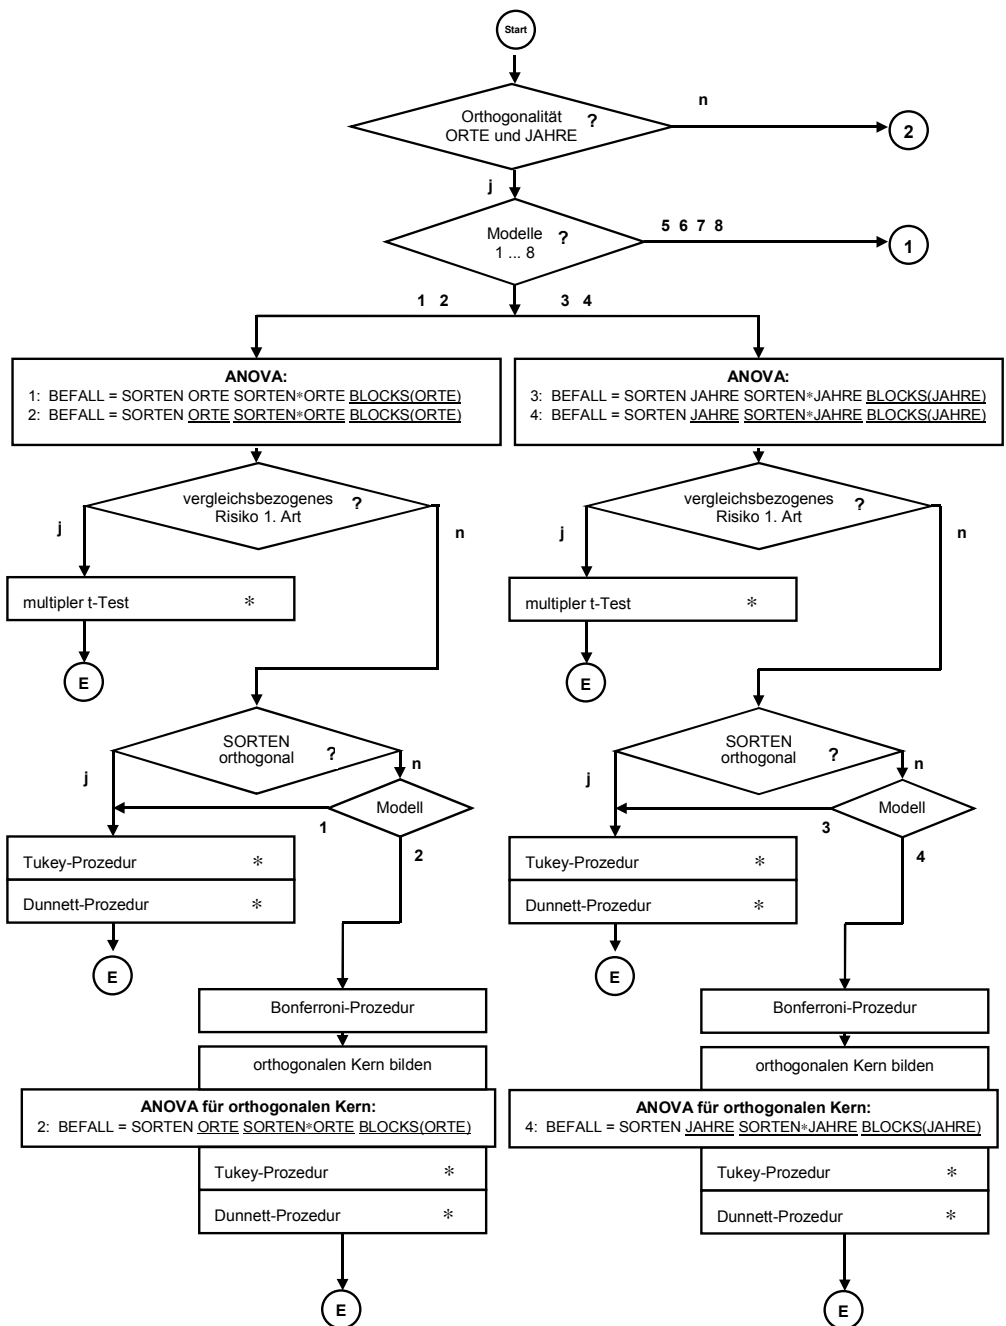 Start
n
Orthogonalität ?
ORTE und JAHRE
2
j
5 6 7 8
Modelle ?
1 ... 8
1
1 2
3 4
ANOVA:
1: BEFALL = SORTEN ORTE SORTEN*ORTE BLOCKS(ORTE)
2: BEFALL = SORTEN ORTE SORTEN*ORTE BLOCKS(ORTE)
ANOVA:
3: BEFALL = SORTEN JAHRE SORTEN*JAHRE BLOCKS(JAHRE)
4: BEFALL = SORTEN JAHRE SORTEN*JAHRE BLOCKS(JAHRE)
vergleichsbezogenes ?
Risiko 1. Art
j
n
multipler t-Test *
E
vergleichsbezogenes ?
Risiko 1. Art
j
n
multipler t-Test *
E
SORTEN
orthogonal ?
j
n
Modell
1
2
Tukey-Prozedur *
Dunnett-Prozedur *
E
SORTEN
orthogonal ?
j
n
Modell
3
4
Tukey-Prozedur *
Dunnett-Prozedur *
E
Bonferroni-Prozedur
orthogonalen Kern bilden
ANOVA für orthogonalen Kern:
2: BEFALL = SORTEN ORTE SORTEN*ORTE BLOCKS(ORTE)
Tukey-Prozedur *
Dunnett-Prozedur *
E
Bonferroni-Prozedur
orthogonalen Kern bilden
ANOVA für orthogonalen Kern:
4: BEFALL = SORTEN JAHRE SORTEN*JAHRE BLOCKS(JAHRE)
Tukey-Prozedur *
Dunnett-Prozedur *
E